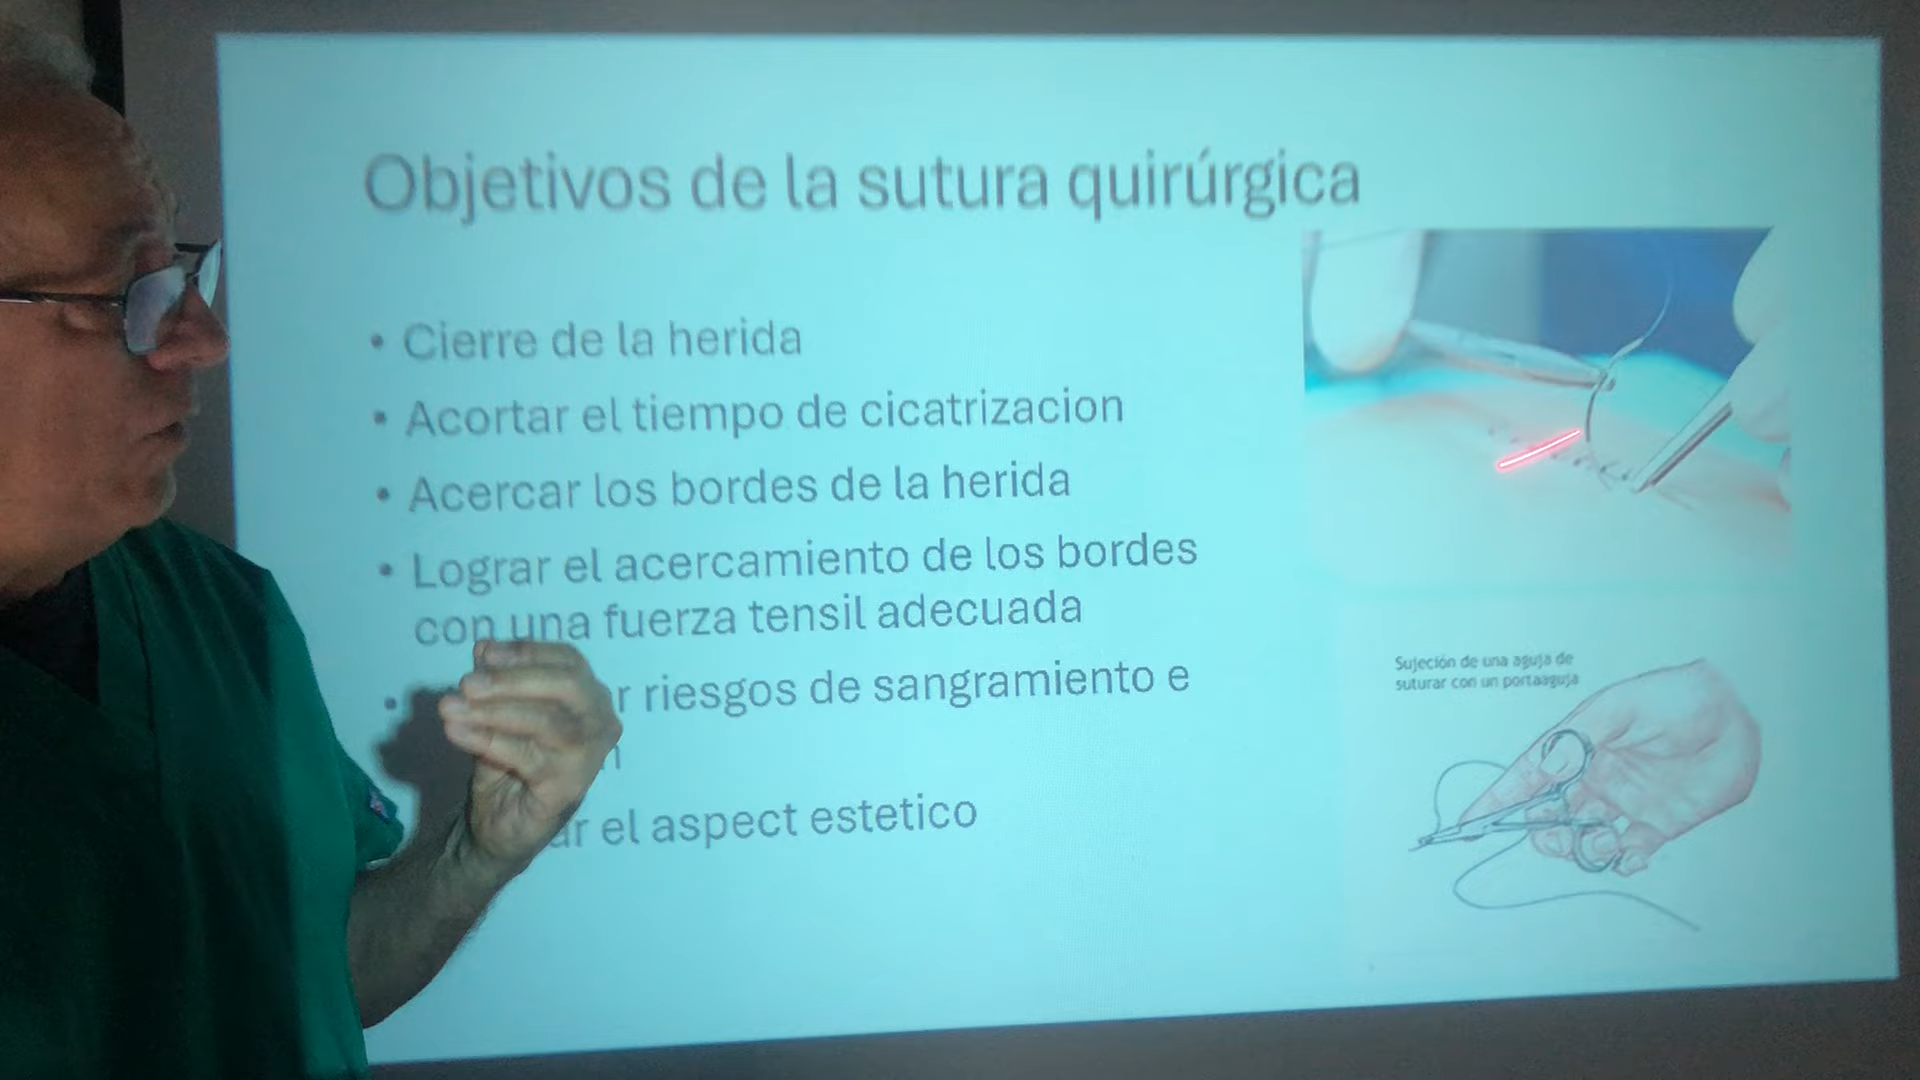 Objetivos de la sutura quirúrgica
• Cierre de la herida
• Acortar el tiempo de cicatrizacion
• Acercar los bordes de la herida
• Lograr el acercamiento de los bordes
con una fuerza tensil adecuada
• riesgos de sangramiento e
el aspect estetico
Sujeción de una aguja de
suturar con un portaaguja